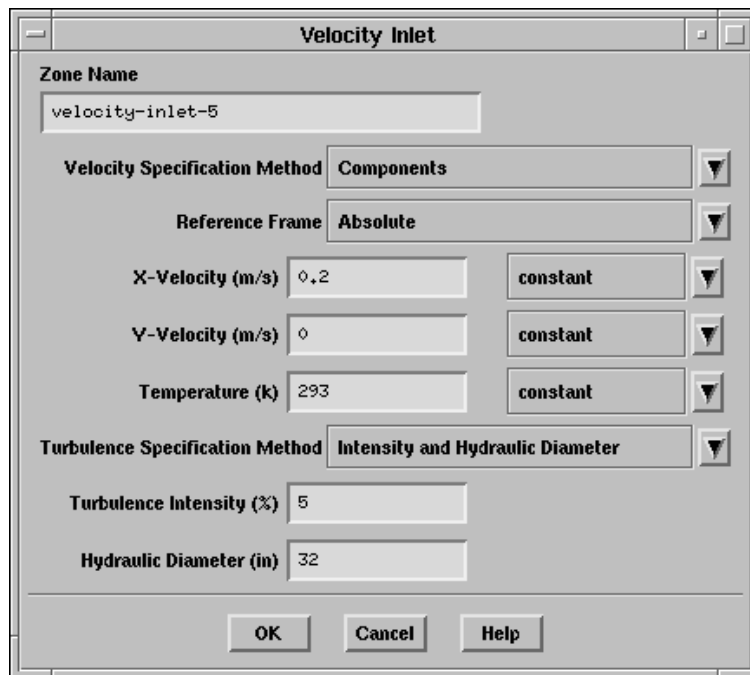 Velocity Inlet
Zone Name
velocity-inlet-5
Velocity Specification Method Components
Reference Frame Absolute
X-Velocity (m/s) 0.2 constant
Y-Velocity (m/s) 0 constant
Temperature (k) 293 constant
Turbulence Specification Method Intensity and Hydraulic Diameter
Turbulence Intensity (%) 5
Hydraulic Diameter (in) 32
OK Cancel Help